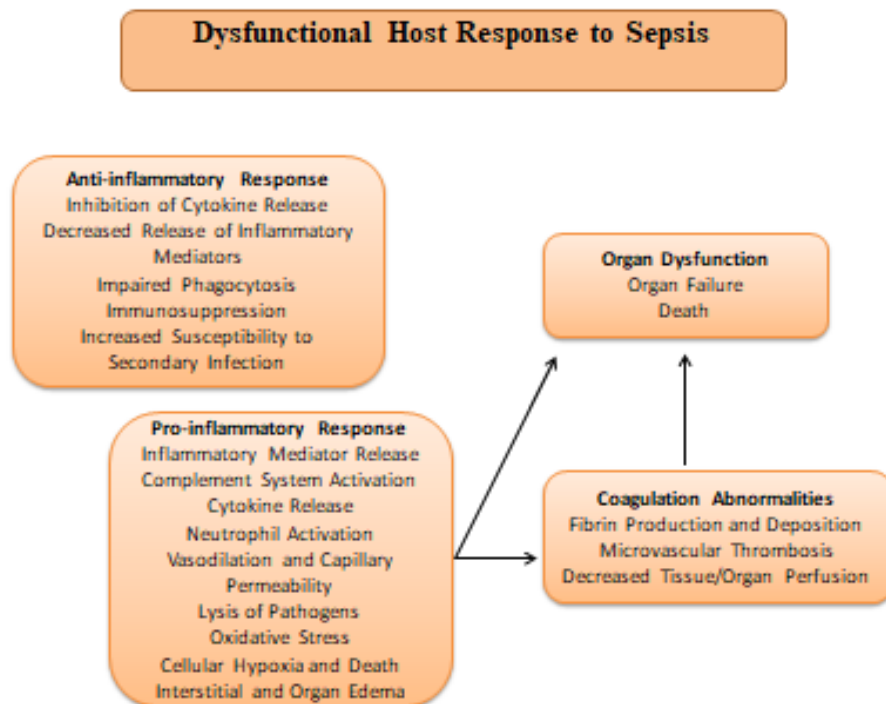 Dysfunctional Host Response to Sepsis
Anti-inflammatory Response
Inhibition of Cytokine Release
Decreased Release of Inflammatory
Mediators
Impaired Phagocytosis
Immunosuppression
Increased Susceptibility to
Secondary Infection
Organ Dysfunction
Organ Failure
Death
Pro-inflammatory Response
Inflammatory Mediator Release
Complement System Activation
Cytokine Release
Neutrophil Activation
Vasodilation and Capillary
Permeability
Lysis of Pathogens
Oxidative Stress
Cellular Hypoxia and Death
Interstitial and Organ Edema
Coagulation Abnormalities
Fibrin Production and Deposition
Microvascular Thrombosis
Decreased Tissue/Organ Perfusion